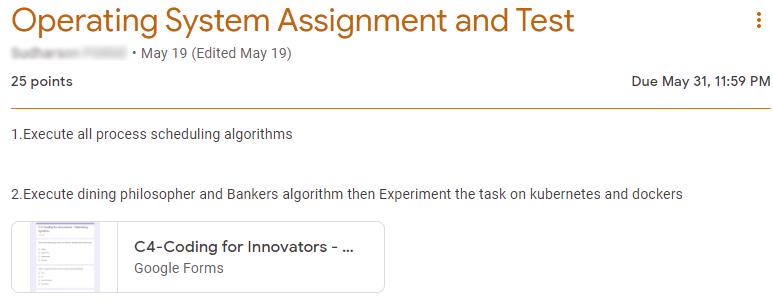 Operating System Assignment and Test
• May 19 (Edited May 19)
25 points
Due May 31, 11:59 PM
1.Execute all process scheduling algorithms
2.Execute dining philosopher and Bankers algorithm then Experiment the task on kubernetes and dockers
C4-Coding for Innovators - ...
Google Forms